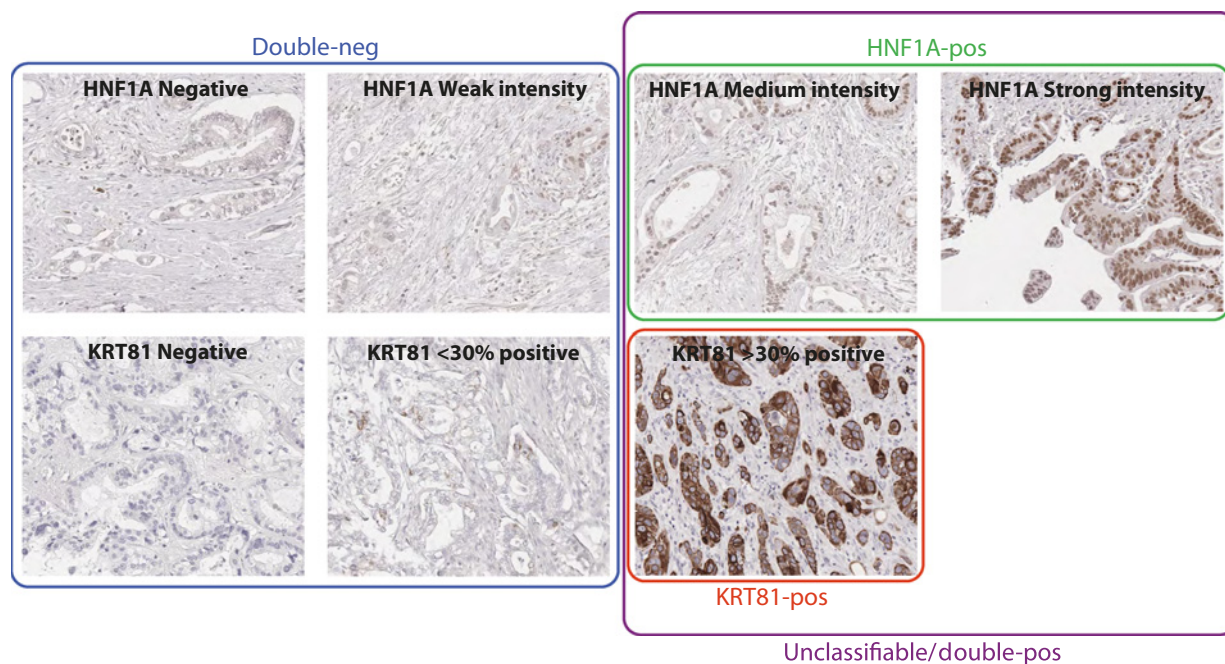 Double-neg
HNF1A-pos
HNF1A Negative
HNF1A Weak intensity
HNF1A Medium intensity
HNF1A Strong intensity
KRT81 Negative
KRT81 <30% positive
KRT81 >30% positive
KRT81-pos
Unclassifiable/double-pos